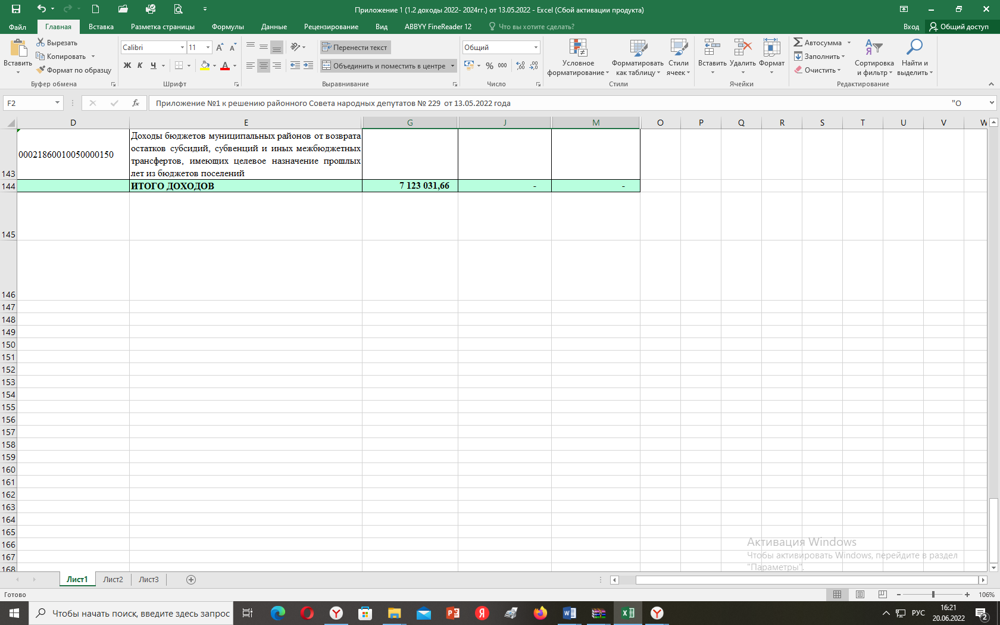 Приложение 1 (1.2 доходы 2022- 2024гг.) от 13.05.2022 - Excel (Сбой активации продукта)
Файл Главная Вставка Разметка страницы Формулы Данные Рецензирование Вид ABBYY FineReader 12 Что вы хотите сделать? Вход Общий доступ
Вставить
Вырезать
Копировать
Формат по образцу
Буфер обмена
Calibri 11
Ж К Ч
Шрифт
Перенести текст
Объединить и поместить в центре
Выравнивание
Общий
% 000
Число
Условное форматирование
Форматировать как таблицу
Стили ячеек
Стили
Вставить Удалить Формат
Ячейки
Автосумма
Заполнить
Очистить
Сортировка и фильтр
Найти и выделить
Редактирование
F2 fx Приложение №1 к решению районного Совета народных депутатов № 229 от 13.05.2022 года "О
D E G J M O P Q R S T U V W
143 00021860010050000150
Доходы бюджетов муниципальных районов от возврата
остатков субсидий, субвенций и иных межбюджетных
трансфертов, имеющих целевое назначение прошлых
лет из бюджетов поселений
144 ИТОГО ДОХОДОВ 7 123 031,66 - -
145
146
147
148
149
150
151
152
153
154
155
156
157
158
159
160
161
162
163
164
165
166
167
168
Активация Windows
Чтобы активировать Windows, перейдите в раздел
"Параметры".
Лист1 Лист2 Лист3
Готово 106%
Чтобы начать поиск, введите здесь запрос
РУС
16:21
20.06.2022
2